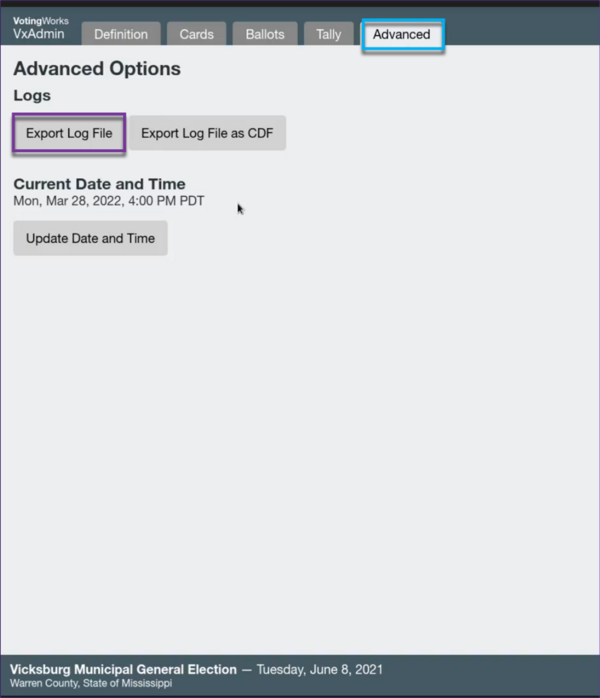 VotingWorks
VxAdmin
Definition
Cards
Ballots
Tally
Advanced
Advanced Options
Logs
Export Log File
Export Log File as CDF
Current Date and Time
Mon, Mar 28, 2022, 4:00 PM PDT
Update Date and Time
Vicksburg Municipal General Election — Tuesday, June 8, 2021
Warren County, State of Mississippi